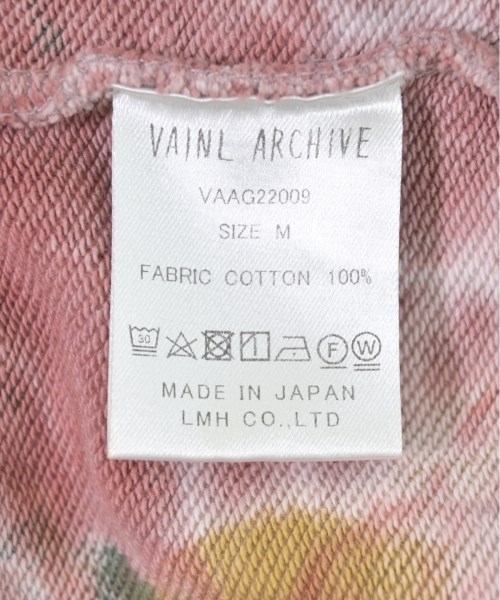 VAINL ARCHIVE
VAAG22009
SIZE M
FABRIC COTTON 100%
30 F W
MADE IN JAPAN
LMH CO.,LTD